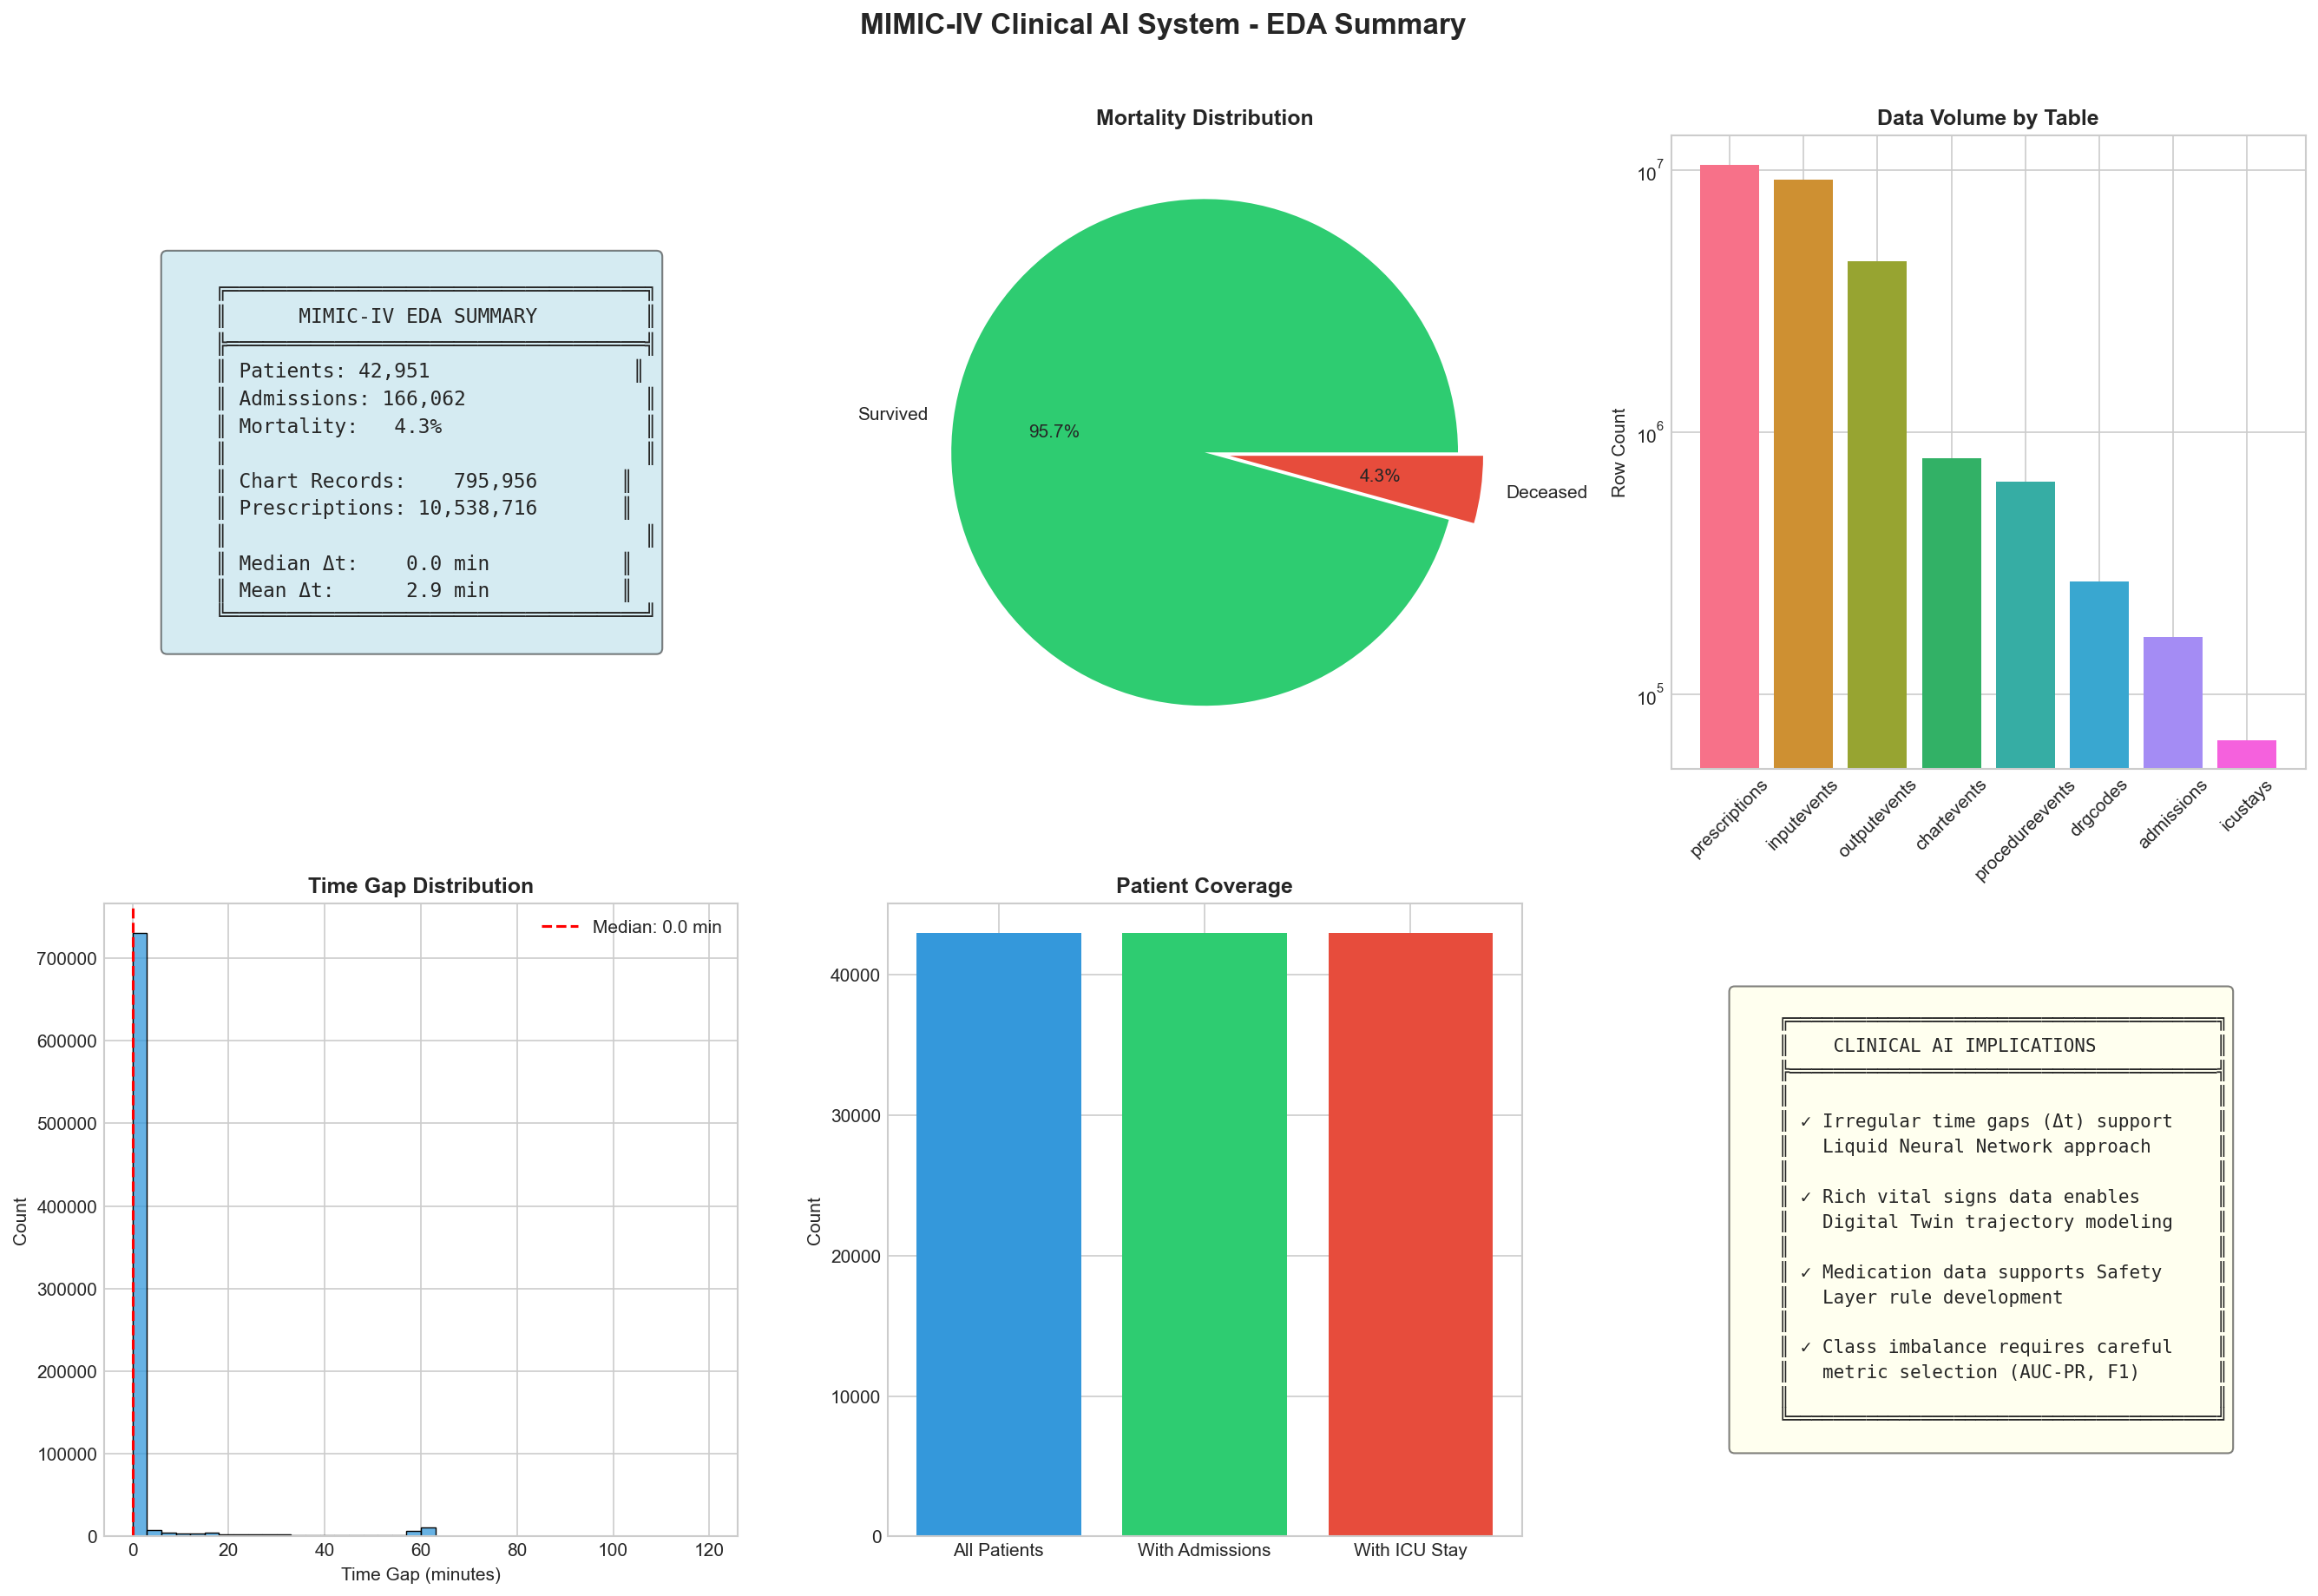 MIMIC-IV Clinical AI System - EDA Summary
MIMIC-IV EDA SUMMARY
Patients: 42,951
Admissions: 166,062
Mortality: 4.3%
Chart Records: 795,956
Prescriptions: 10,538,716
Median Δt: 0.0 min
Mean Δt: 2.9 min
Mortality Distribution
Survived
95.7%
4.3%
Deceased
Data Volume by Table
Row Count
10^7
10^6
10^5
prescriptions
inputevents
outputevents
chartevents
procedureevents
drgcodes
admissions
icustays
Time Gap Distribution
Median: 0.0 min
Count
700000
600000
500000
400000
300000
200000
100000
0
0 20 40 60 80 100 120
Time Gap (minutes)
Patient Coverage
Count
40000
30000
20000
10000
0
All Patients With Admissions With ICU Stay
CLINICAL AI IMPLICATIONS
✓ Irregular time gaps (Δt) support
Liquid Neural Network approach
✓ Rich vital signs data enables
Digital Twin trajectory modeling
✓ Medication data supports Safety
Layer rule development
✓ Class imbalance requires careful
metric selection (AUC-PR, F1)